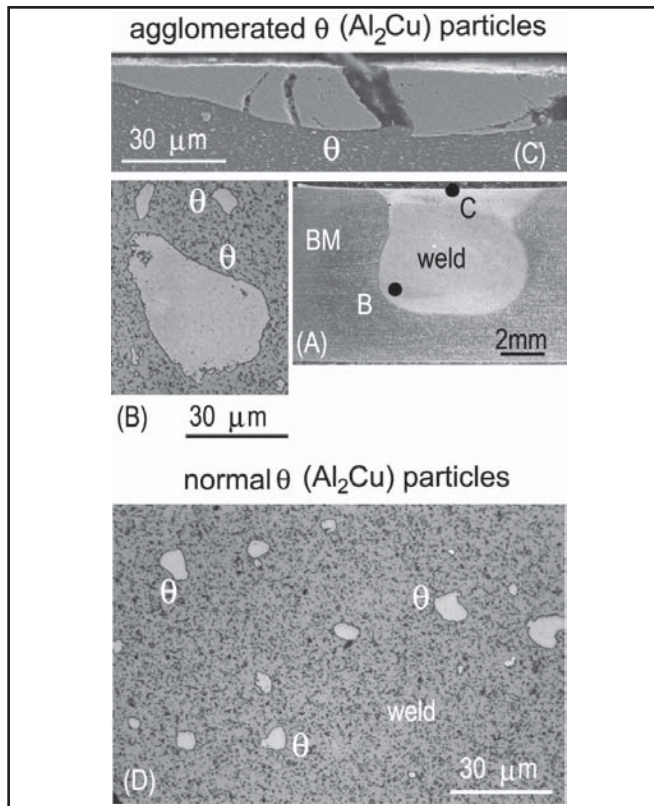 agglomerated θ (Al₂Cu) particles
30 μm
θ
(C)
θ
θ
(B)
30 μm
BM
C
weld
B
(A)
2mm
normal θ (Al₂Cu) particles
θ
θ
θ
weld
(D)
30 μm